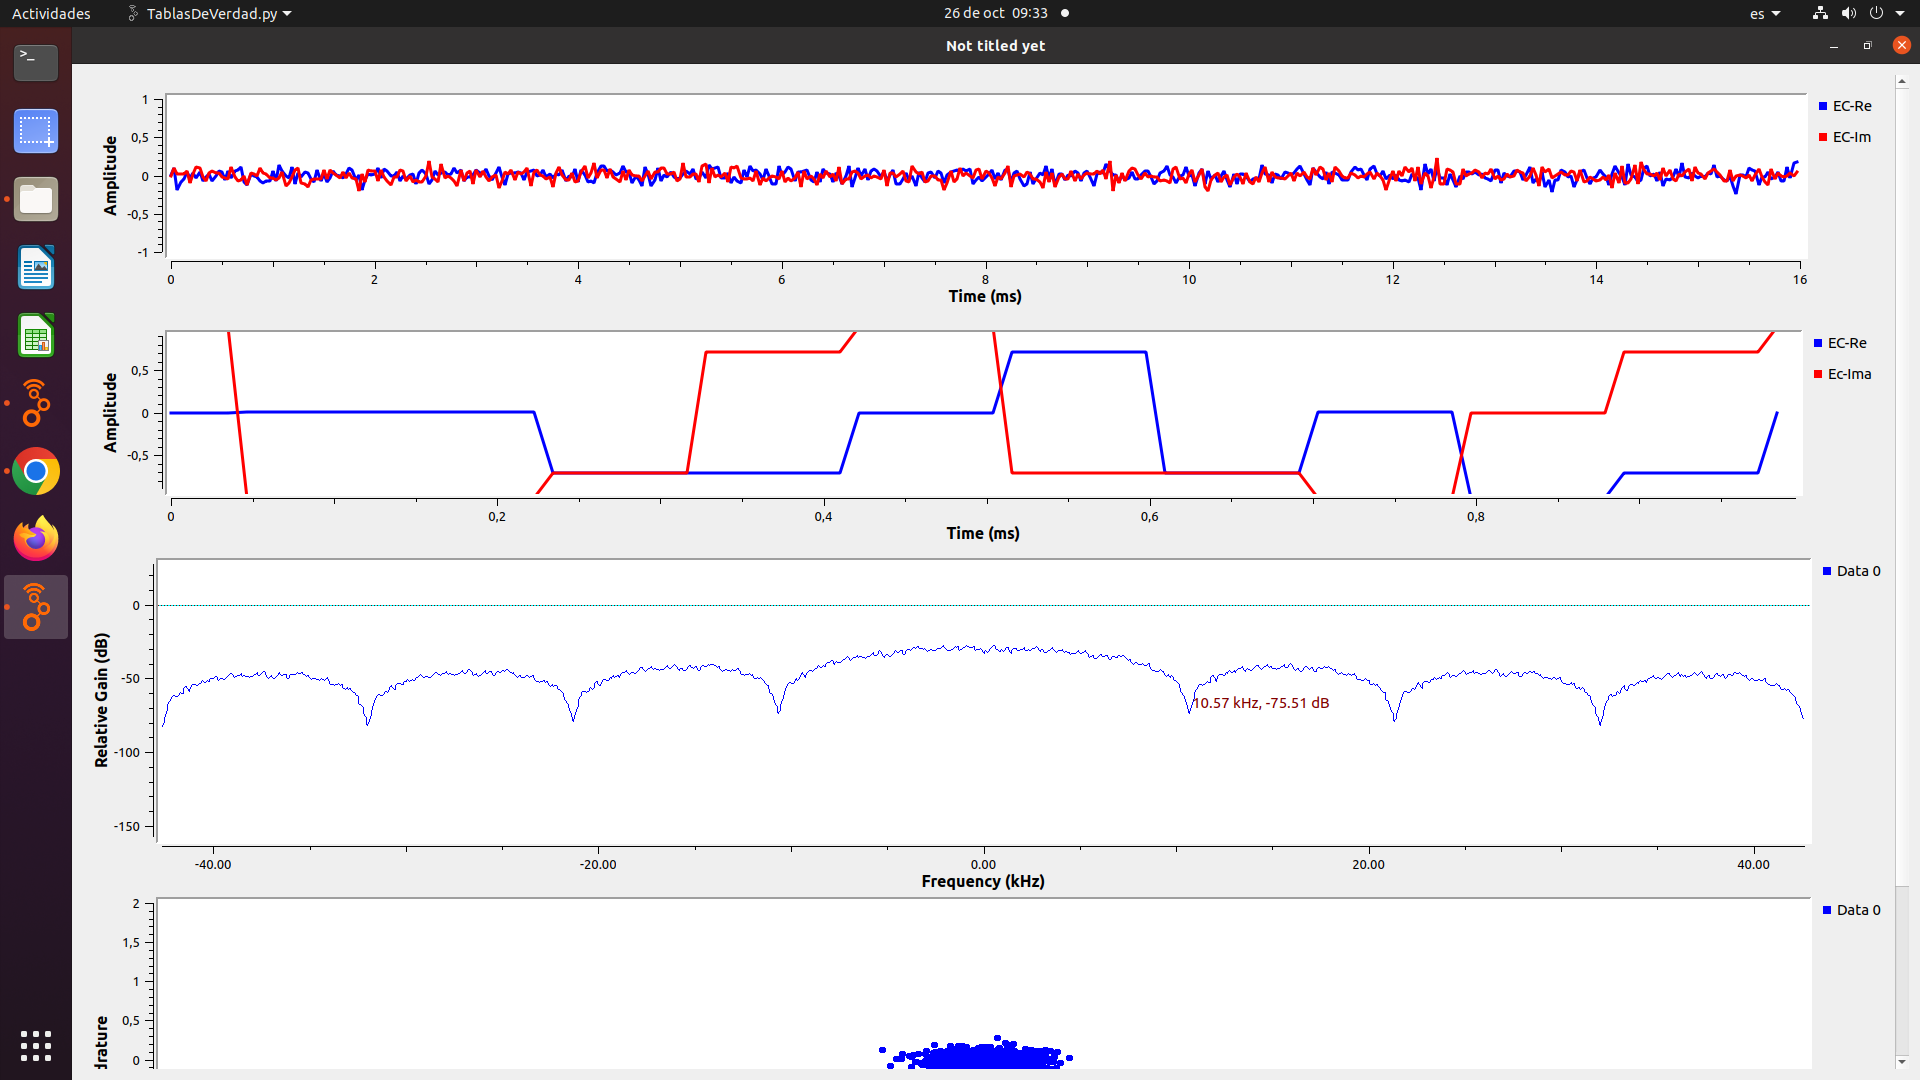 Actividades TablasDeVerdad.py 26 de oct 09:33 es
Not titled yet
1
0,5
0
-0,5
-1
Amplitude
0 2 4 6 8 10 12 14 16
Time (ms)
EC-Re
EC-Im
0,5
0
-0,5
Amplitude
0 0,2 0,4 0,6 0,8
Time (ms)
EC-Re
Ec-Ima
0
-50
-100
-150
Relative Gain (dB)
10.57 kHz, -75.51 dB
-40.00 -20.00 0.00 20.00 40.00
Frequency (kHz)
Data 0
2
1,5
1
0,5
0
drature
Data 0